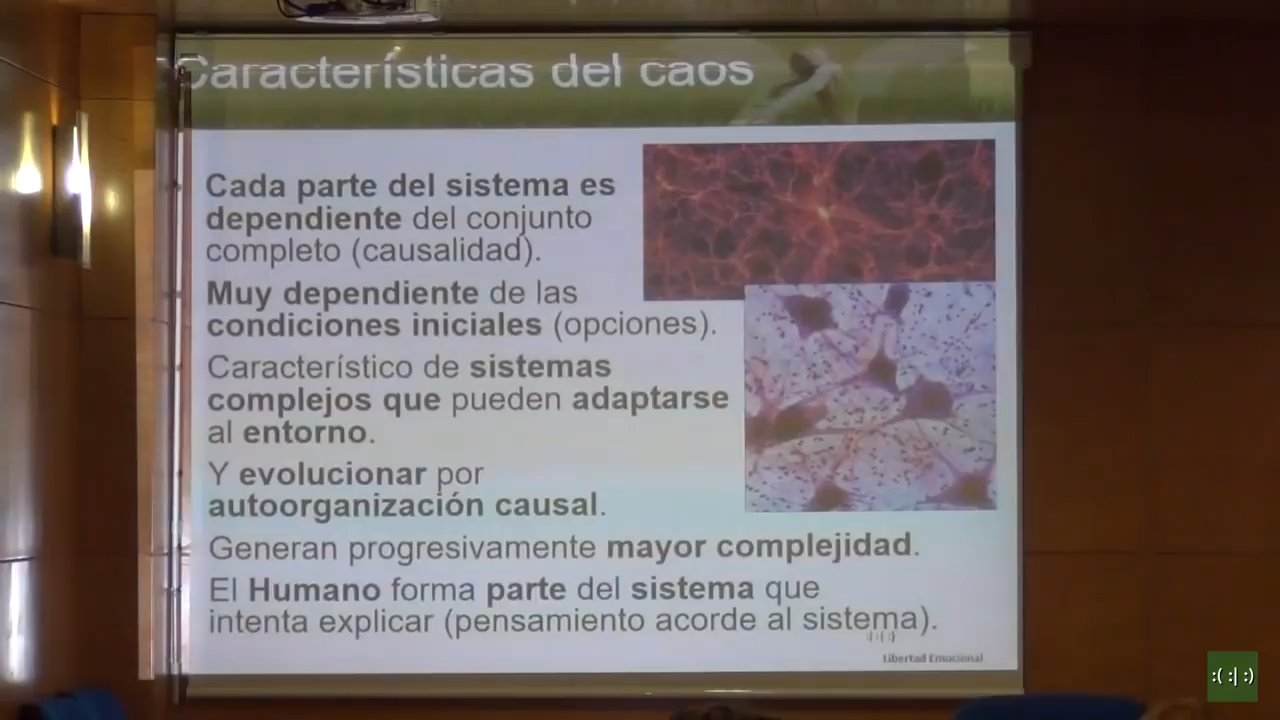 Características del caos
Cada parte del sistema es
dependiente del conjunto
completo (causalidad).
Muy dependiente de las
condiciones iniciales (opciones).
Característico de sistemas
complejos que pueden adaptarse
al entorno.
Y evolucionar por
autoorganización causal.
Generan progresivamente mayor complejidad.
El Humano forma parte del sistema que
intenta explicar (pensamiento acorde al sistema).
:(:|:)
Libertad Emocional
:( :| :)